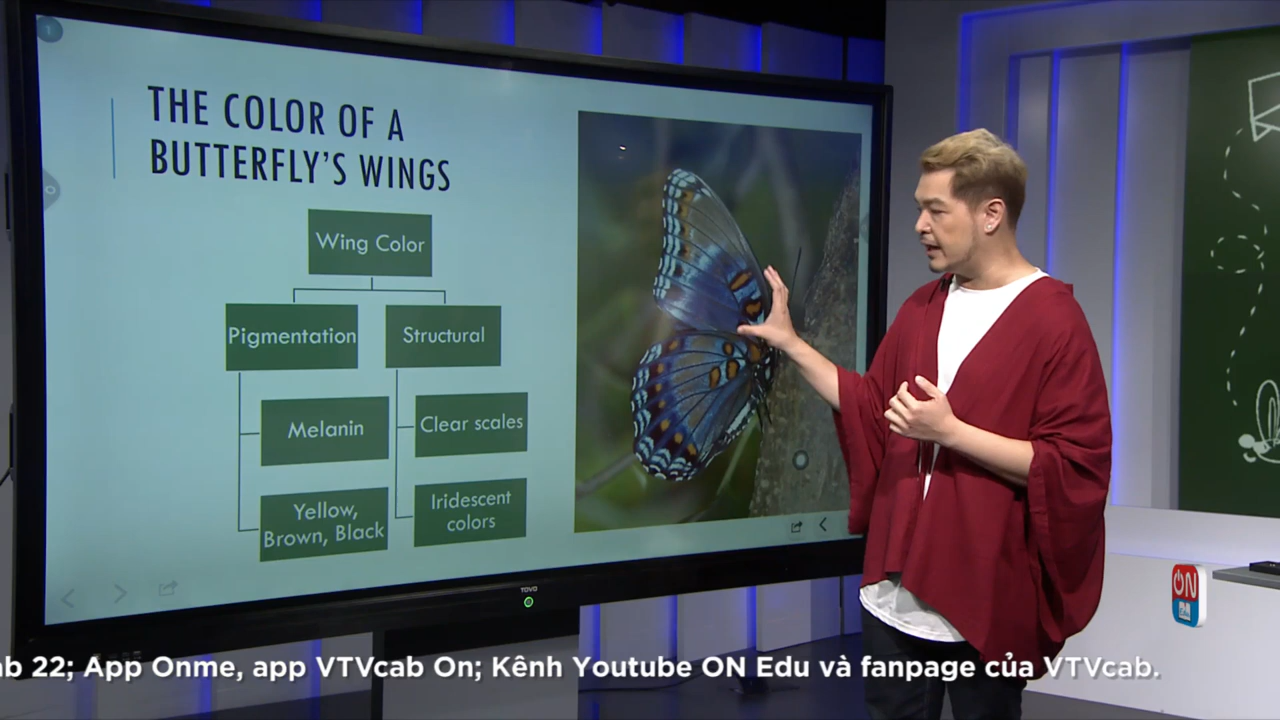 1
THE COLOR OF A
BUTTERFLY'S WINGS
Wing Color
Pigmentation
Structural
Melanin
Clear scales
Yellow,
Brown, Black
Iridescent
colors
TOVO
ON
22; App Onme, app VTVcab On; Kênh Youtube ON Edu và fanpage của VTVcab.